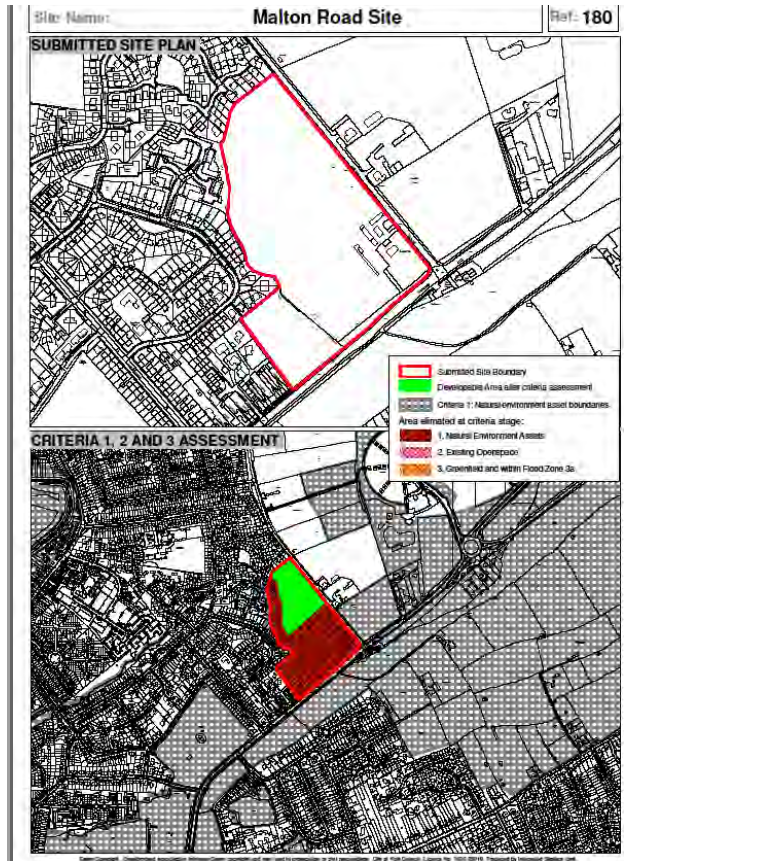 Site Name: Malton Road Site Ref: 180
SUBMITTED SITE PLAN
Submitted Site Boundary
Developable Area after criteria assessment
Criteria 1: Natural environment asset boundaries
Area elimated at criteria stage:
1, Natural Environment Assets
2, Existing Openspace
3, Greenfield and within Flood Zone 3a
CRITERIA 1, 2 AND 3 ASSESSMENT